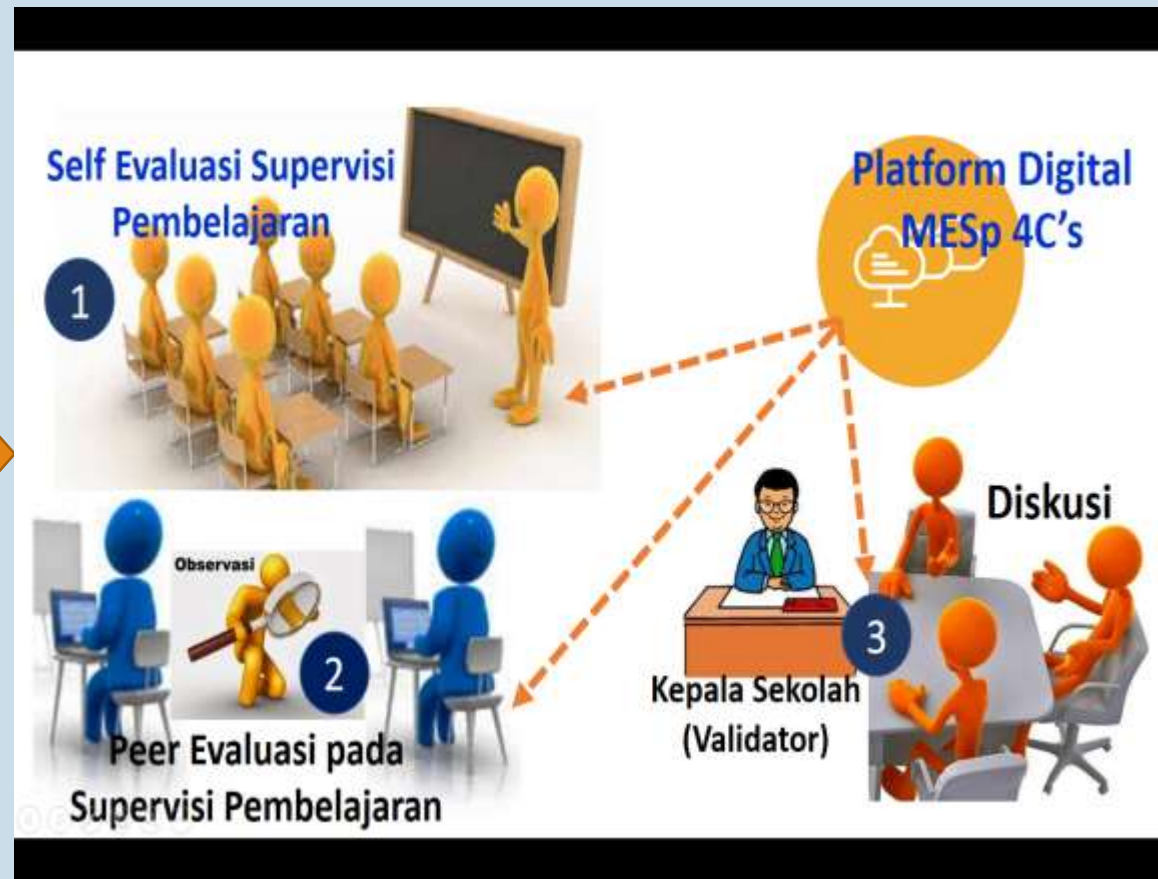 Self Evaluasi Supervisi
Pembelajaran
1
Platform Digital
MESp 4C's
Observasi
2
Peer Evaluasi pada
Supervisi Pembelajaran
Diskusi
3
Kepala Sekolah
(Validator)